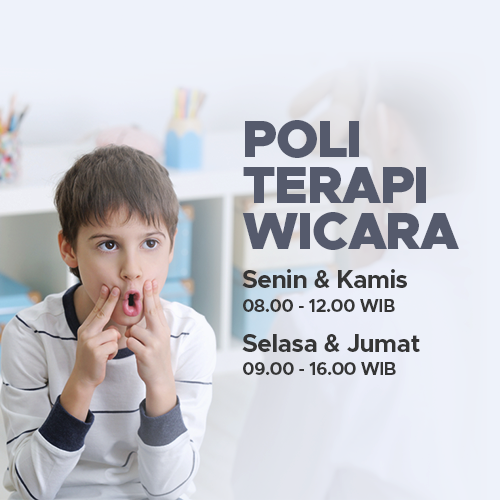 POLI
TERAPI
WICARA
Senin & Kamis
08.00 - 12.00 WIB
Selasa & Jumat
09.00 - 16.00 WIB